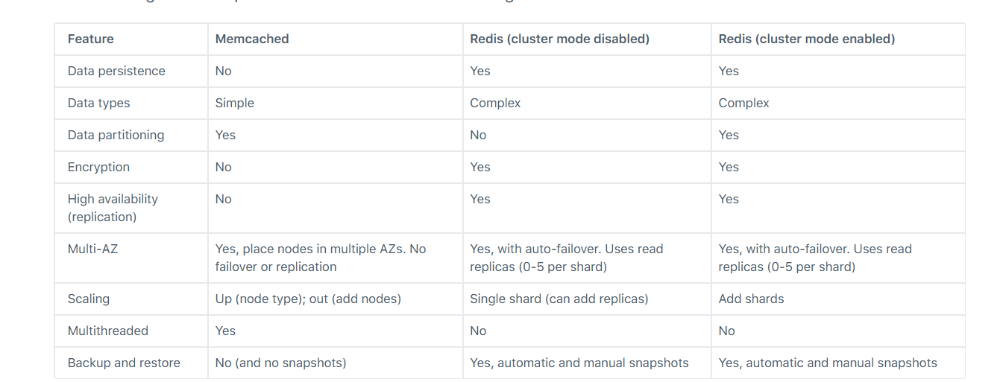 Feature Memcached Redis (cluster mode disabled) Redis (cluster mode enabled)
Data persistence No Yes Yes
Data types Simple Complex Complex
Data partitioning Yes No Yes
Encryption No Yes Yes
High availability No Yes Yes
(replication)
Multi-AZ Yes, place nodes in multiple AZs. No Yes, with auto-failover. Uses read Yes, with auto-failover. Uses read
failover or replication replicas (0-5 per shard) replicas (0-5 per shard)
Scaling Up (node type); out (add nodes) Single shard (can add replicas) Add shards
Multithreaded Yes No No
Backup and restore No (and no snapshots) Yes, automatic and manual snapshots Yes, automatic and manual snapshots